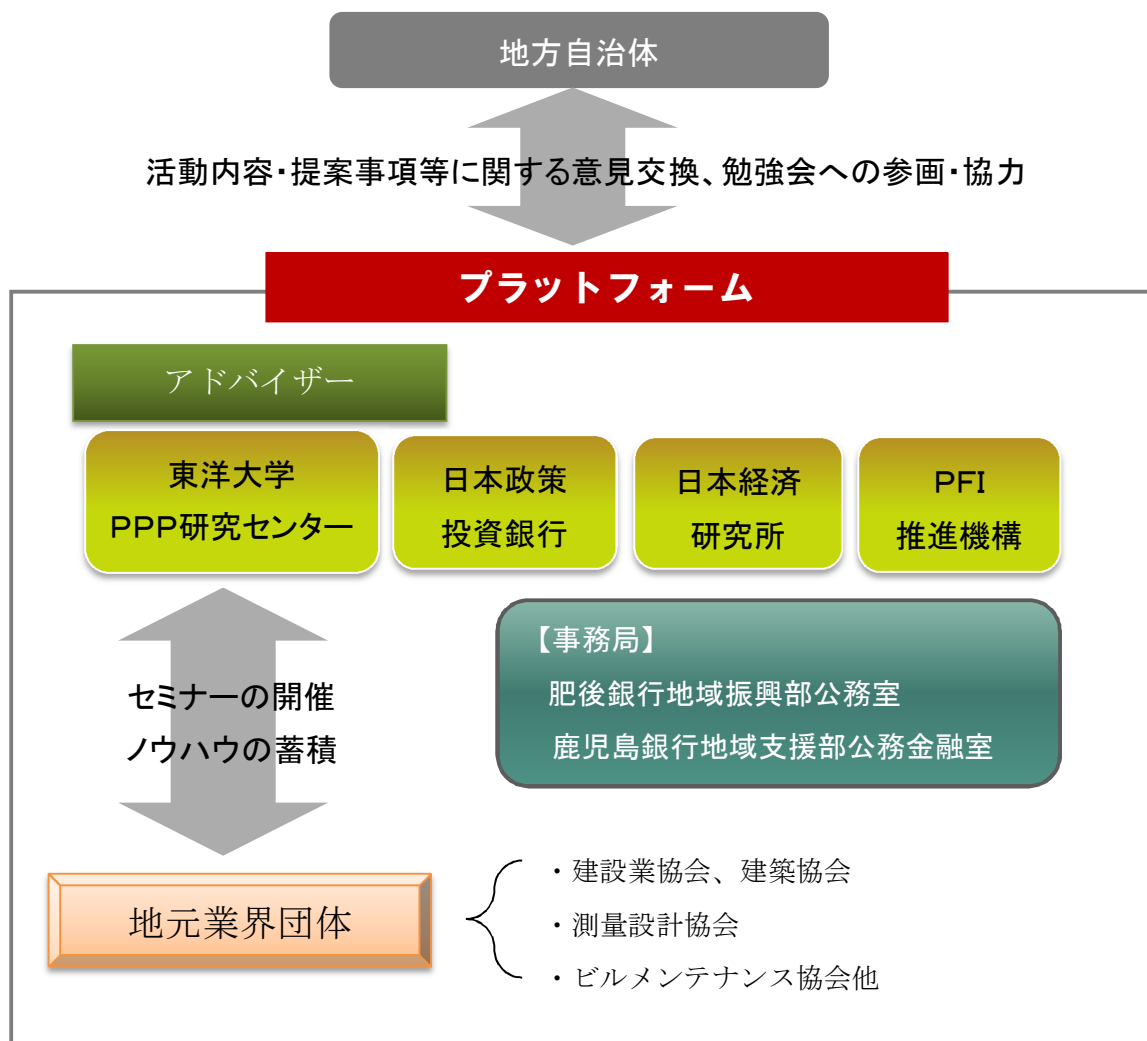 地方自治体
活動内容・提案事項等に関する意見交換、勉強会への参画・協力
プラットフォーム
アドバイザー
東洋大学
PPP研究センター
日本政策
投資銀行
日本経済
研究所
PFI
推進機構
【事務局】
肥後銀行地域振興部公務室
鹿児島銀行地域支援部公務金融室
セミナーの開催
ノウハウの蓄積
地元業界団体
・建設業協会、建築協会
・測量設計協会
・ビルメンテナンス協会他